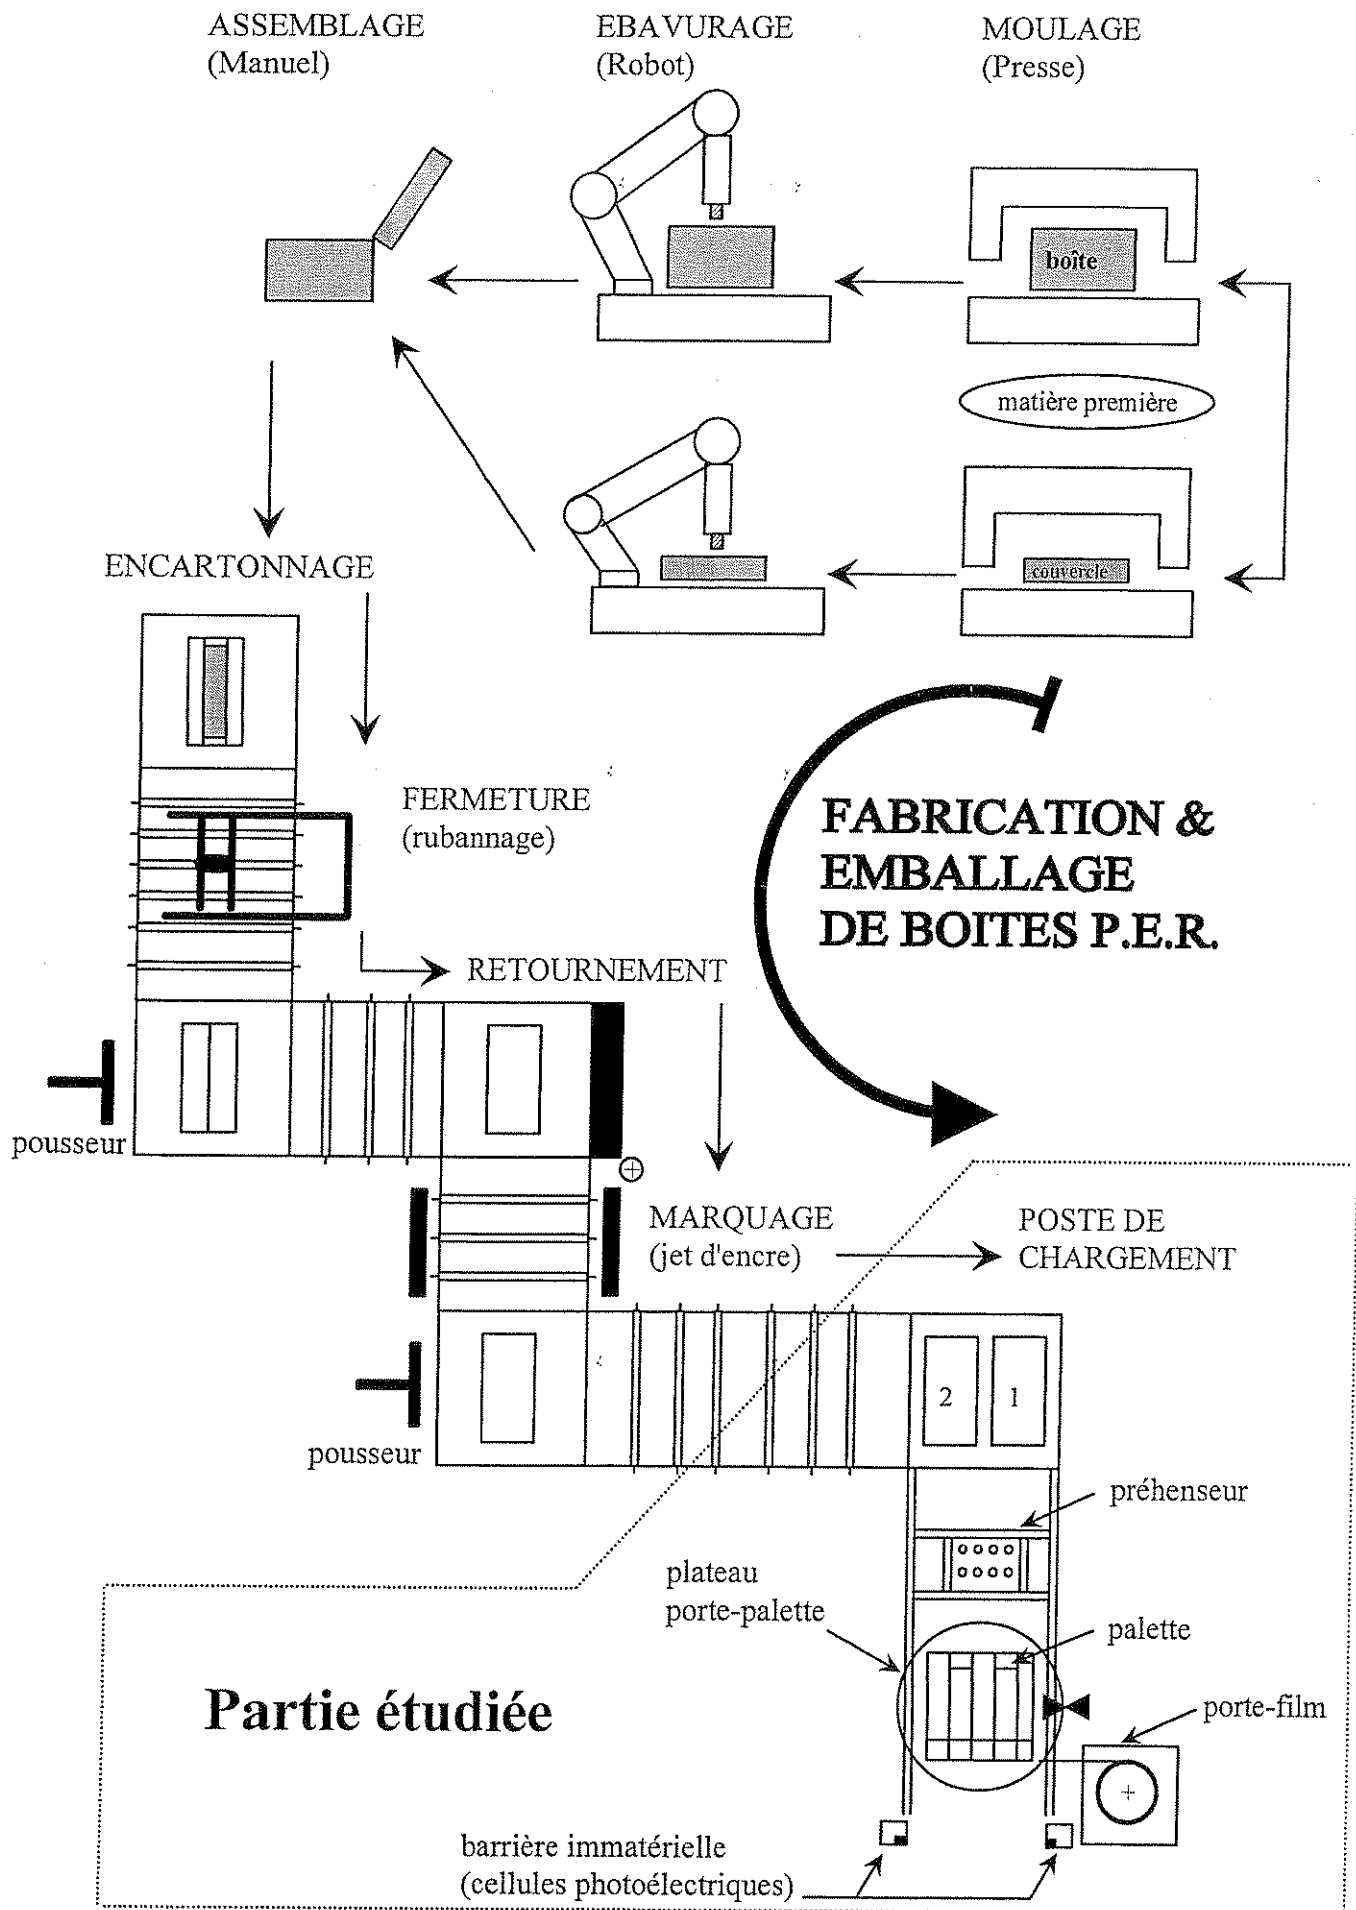 ASSEMBLAGE
(Manuel)
EBAVURAGE
(Robot)
MOULAGE
(Presse)
boîte
matière première
couvercle
ENCARTONNAGE
FERMETURE
(rubannage)
FABRICATION &
EMBALLAGE
DE BOITES P.E.R.
RETOURNEMENT
pousseur
MARQUAGE
(jet d'encre)
POSTE DE
CHARGEMENT
2
1
pousseur
préhenseur
plateau
porte-palette
palette
Partie étudiée
porte-film
barrière immatérielle
(cellules photoélectriques)